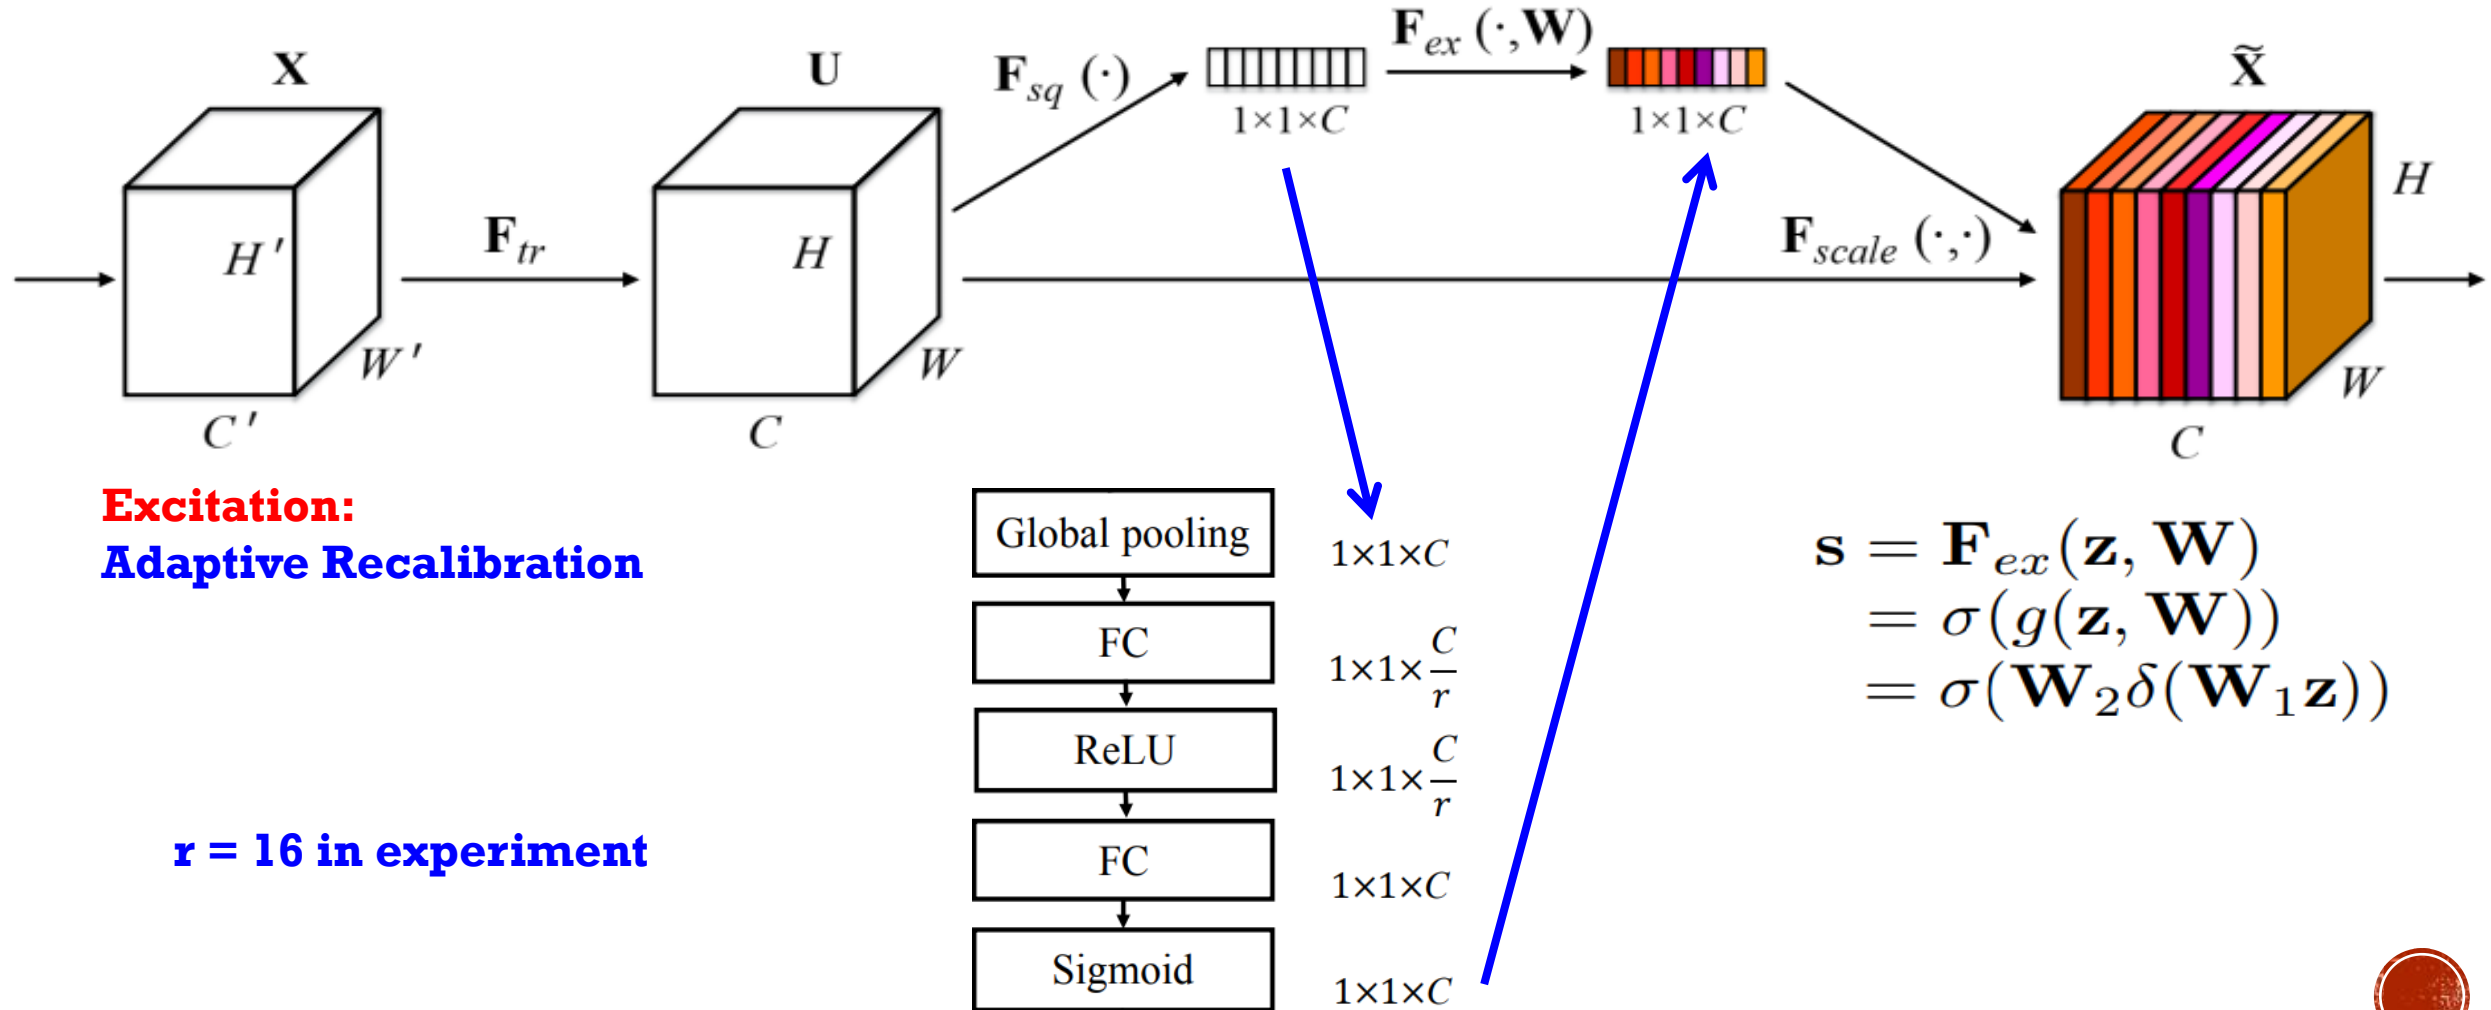 X
U
F_sq (·)
1×1×C
F_ex (·,W)
1×1×C
X̃
H′
W′
C′
F_tr
H
W
C
F_scale (·,·)
H
W
C
Excitation:
Adaptive Recalibration
r = 16 in experiment
Global pooling
1×1×C
FC
1×1×C/r
ReLU
1×1×C/r
FC
1×1×C
Sigmoid
1×1×C
s = F_ex(z, W)
= σ(g(z, W))
= σ(W₂δ(W₁z))